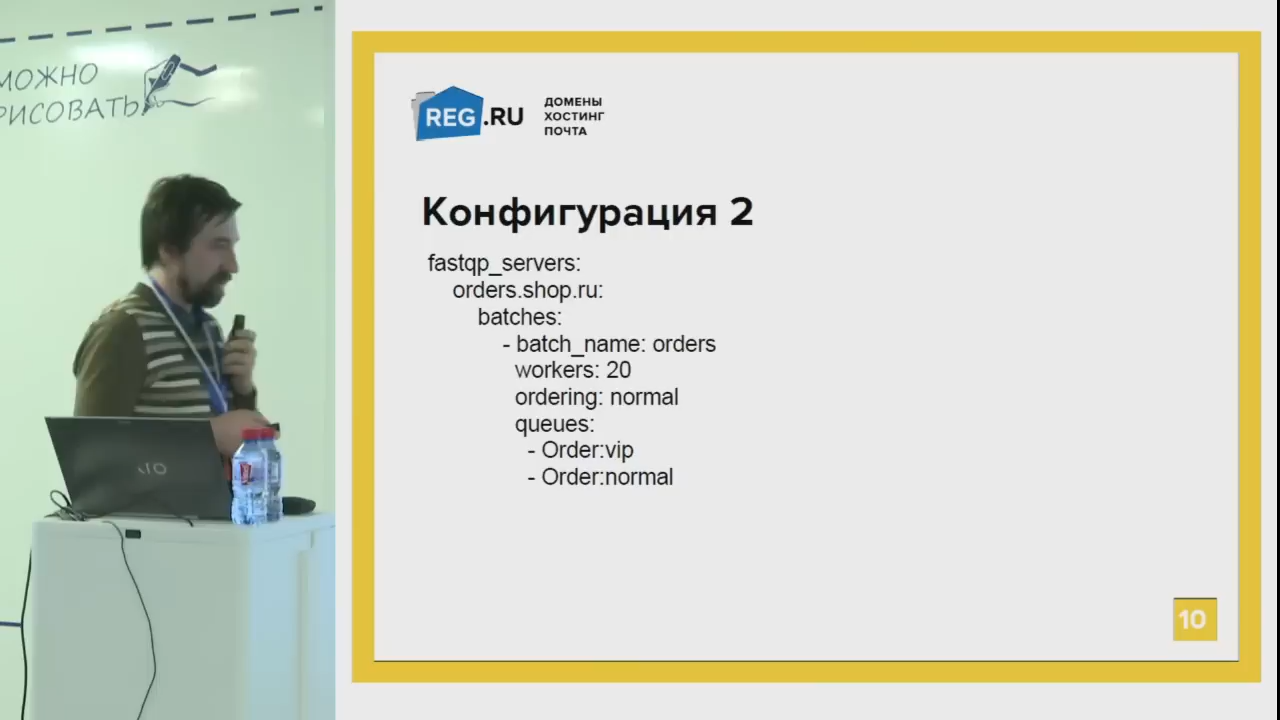 МОЖНО
РИСОВАТЬ
REG.RU
ДОМЕНЫ
ХОСТИНГ
ПОЧТА
Конфигурация 2
fastqp_servers:
orders.shop.ru:
batches:
- batch_name: orders
workers: 20
ordering: normal
queues:
- Order:vip
- Order:normal
10